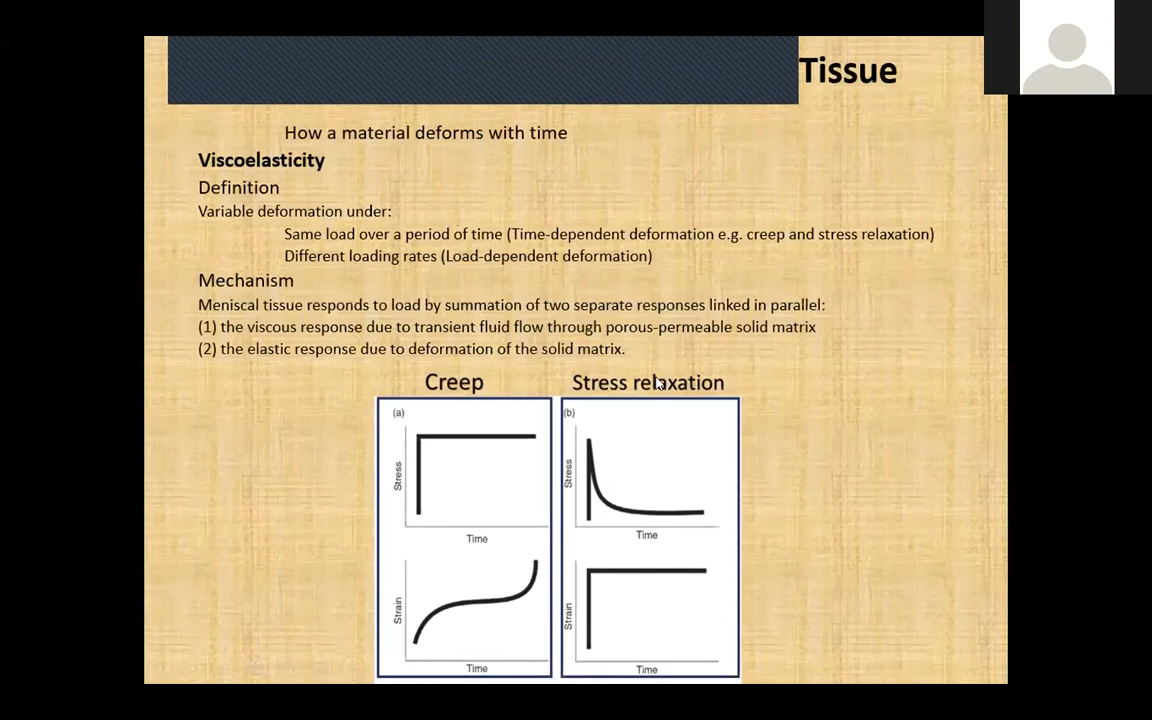 Tissue
How a material deforms with time
Viscoelasticity
Definition
Variable deformation under:
Same load over a period of time (Time-dependent deformation e.g. creep and stress relaxation)
Different loading rates (Load-dependent deformation)
Mechanism
Meniscal tissue responds to load by summation of two separate responses linked in parallel:
(1) the viscous response due to transient fluid flow through porous-permeable solid matrix
(2) the elastic response due to deformation of the solid matrix.
Creep
(a)
Stress
Time
Strain
Time
Stress relaxation
(b)
Stress
Time
Strain
Time